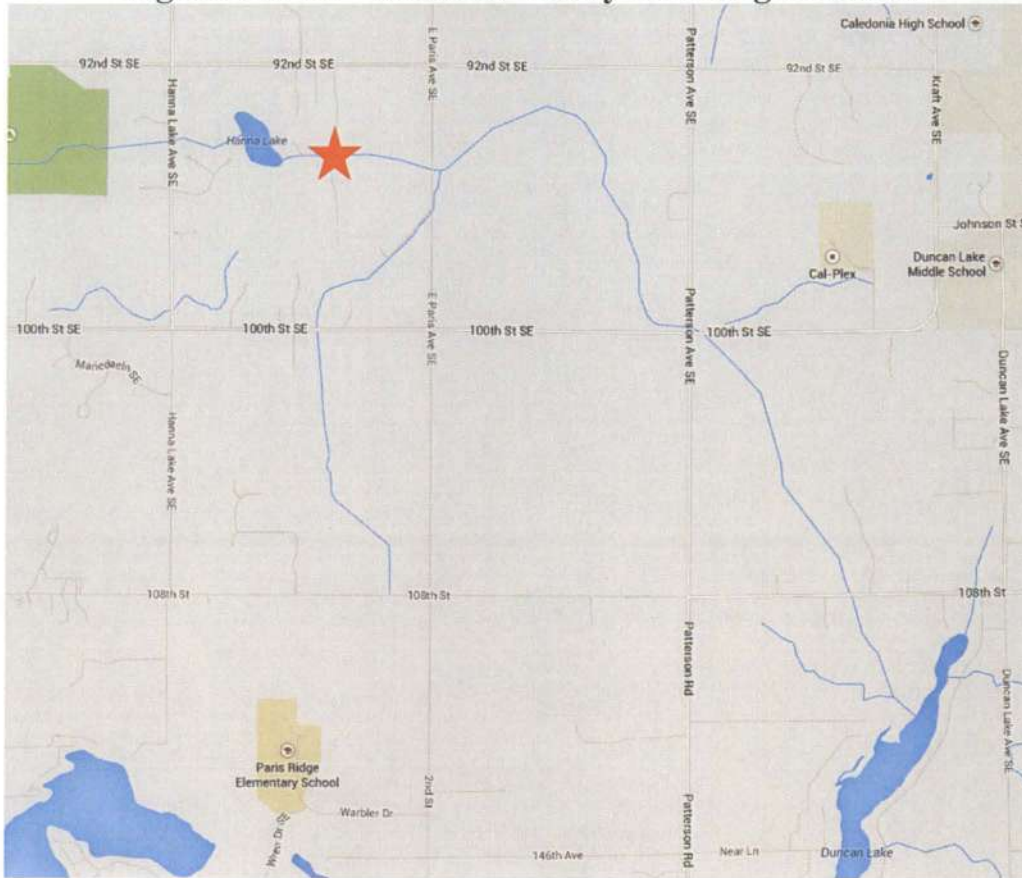 Caledonia High School
92nd St SE
92nd St SE
E Paris Ave SE
92nd St SE
Patterson Ave SE
92nd St SE
Hanna Lake Ave SE
Kraft Ave SE
Hanna Lake
Johnson St S
Duncan Lake
Middle School
Cal-Plex
E Paris Ave SE
Patterson Ave SE
100th St SE
100th St SE
100th St SE
100th St SE
Duncan Lake Ave SE
Hanna Lake Ave SE
108th St
108th St
108th St
Patterson Rd
Duncan Lake Ave SE
Paris Ridge
Elementary School
2nd St
Warbler Dr
Patterson Rd
146th Ave
Near Ln
Duncan Lake